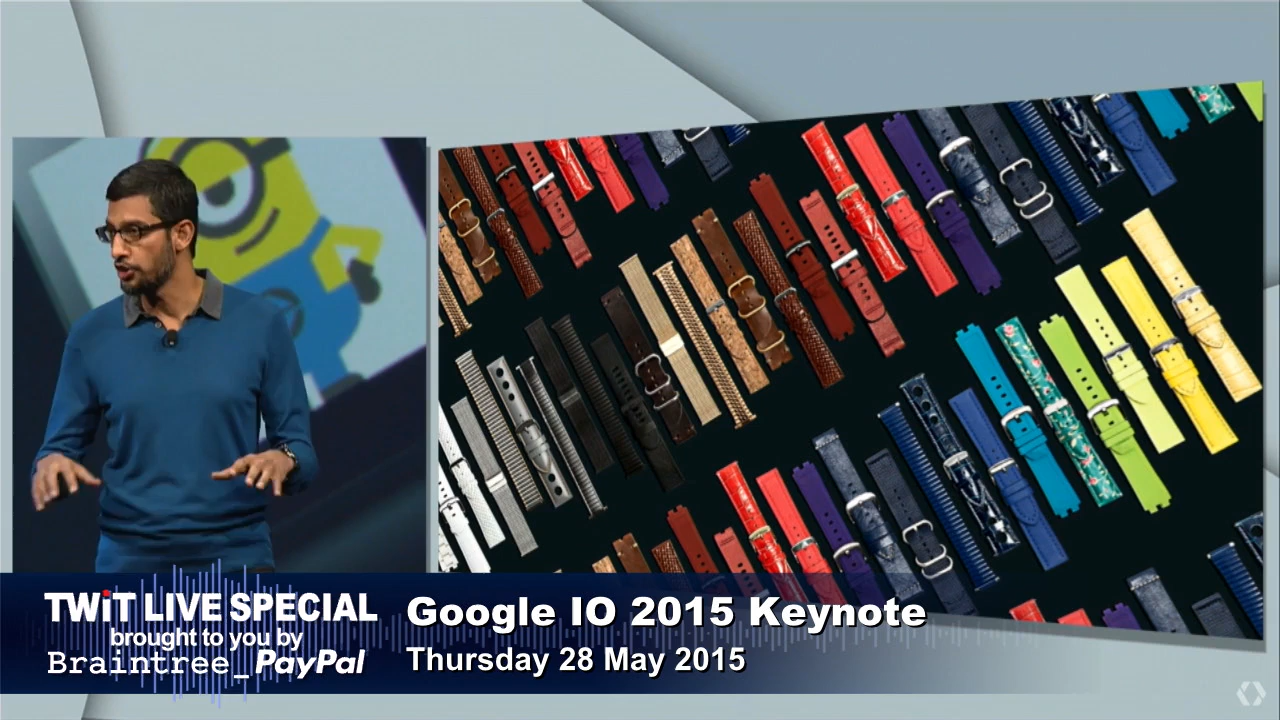 TWiT LIVE SPECIAL
brought to you by
Braintree_PayPal
Google IO 2015 Keynote
Thursday 28 May 2015